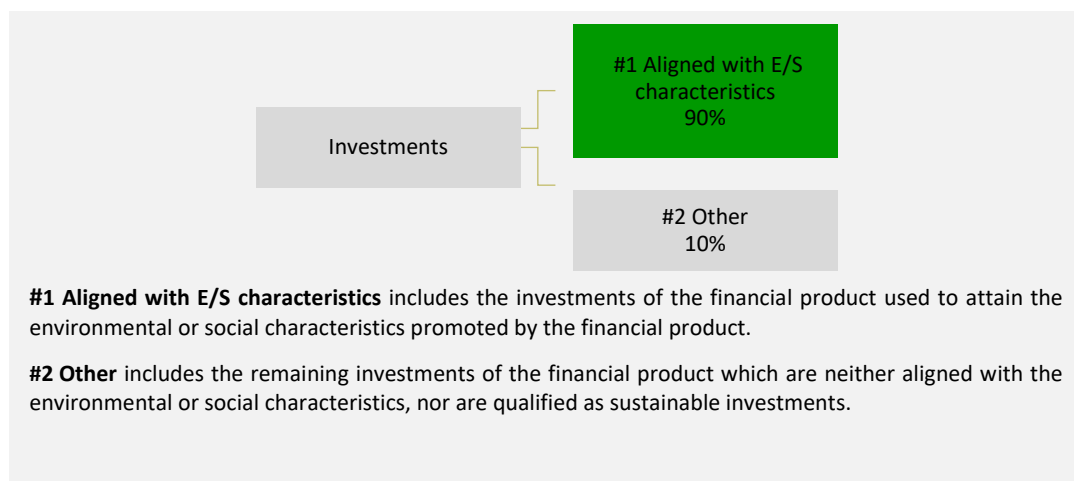 #1 Aligned with E/S
characteristics
90%
Investments
#2 Other
10%
#1 Aligned with E/S characteristics includes the investments of the financial product used to attain the
environmental or social characteristics promoted by the financial product.
#2 Other includes the remaining investments of the financial product which are neither aligned with the
environmental or social characteristics, nor are qualified as sustainable investments.